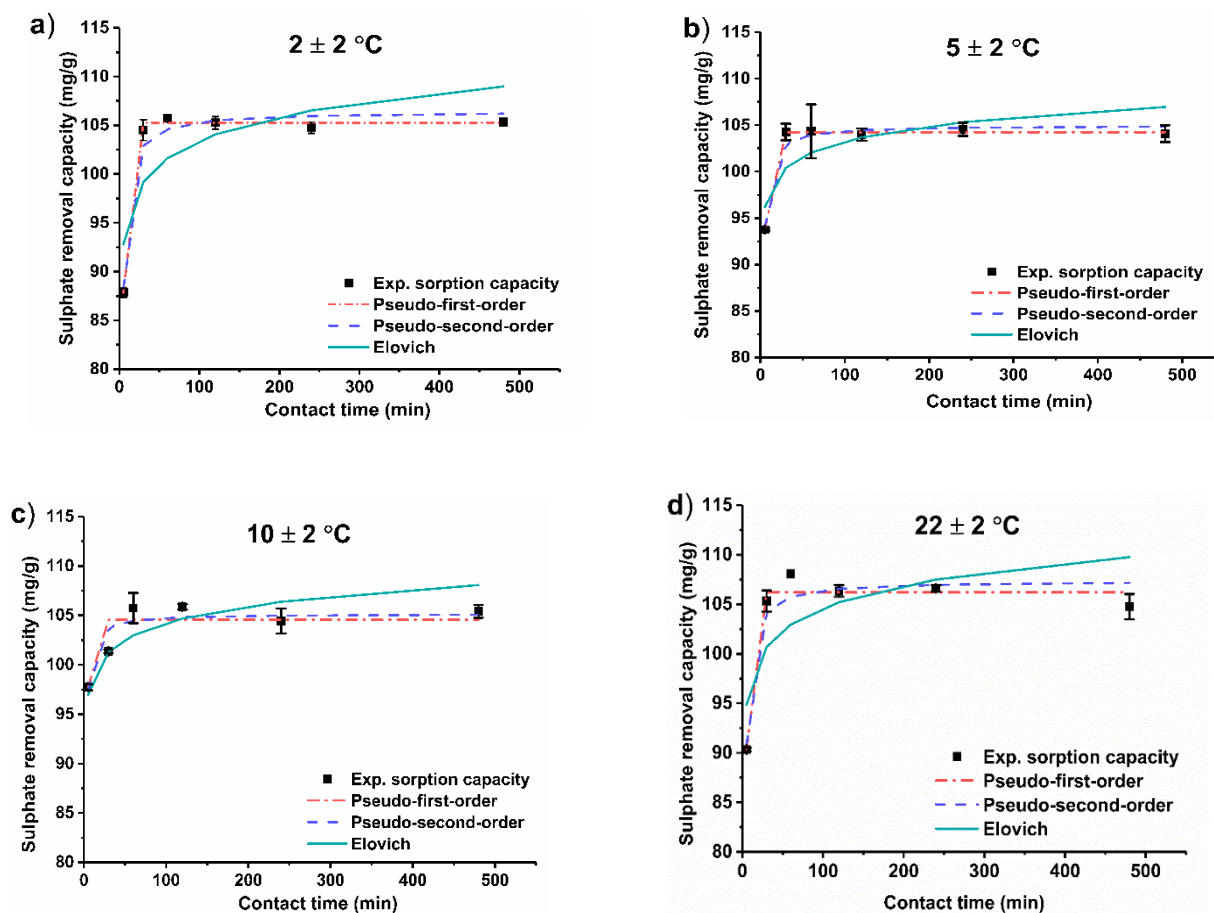 a)
2 ± 2 °C
Sulphate removal capacity (mg/g)
115
110
105
100
95
90
85
80
Exp. sorption capacity
Pseudo-first-order
Pseudo-second-order
Elovich
0 100 200 300 400 500
Contact time (min)
b)
5 ± 2 °C
Sulphate removal capacity (mg/g)
115
110
105
100
95
90
85
80
Exp. sorption capacity
Pseudo-first-order
Pseudo-second-order
Elovich
0 100 200 300 400 500
Contact time (min)
c)
10 ± 2 °C
Sulphate removal capacity (mg/g)
115
110
105
100
95
90
85
80
Exp. sorption capacity
Pseudo-first-order
Pseudo-second-order
Elovich
0 100 200 300 400 500
Contact time (min)
d)
22 ± 2 °C
Sulphate removal capacity (mg/g)
115
110
105
100
95
90
85
80
Exp. sorption capacity
Pseudo-first-order
Pseudo-second-order
Elovich
0 100 200 300 400 500
Contact time (min)